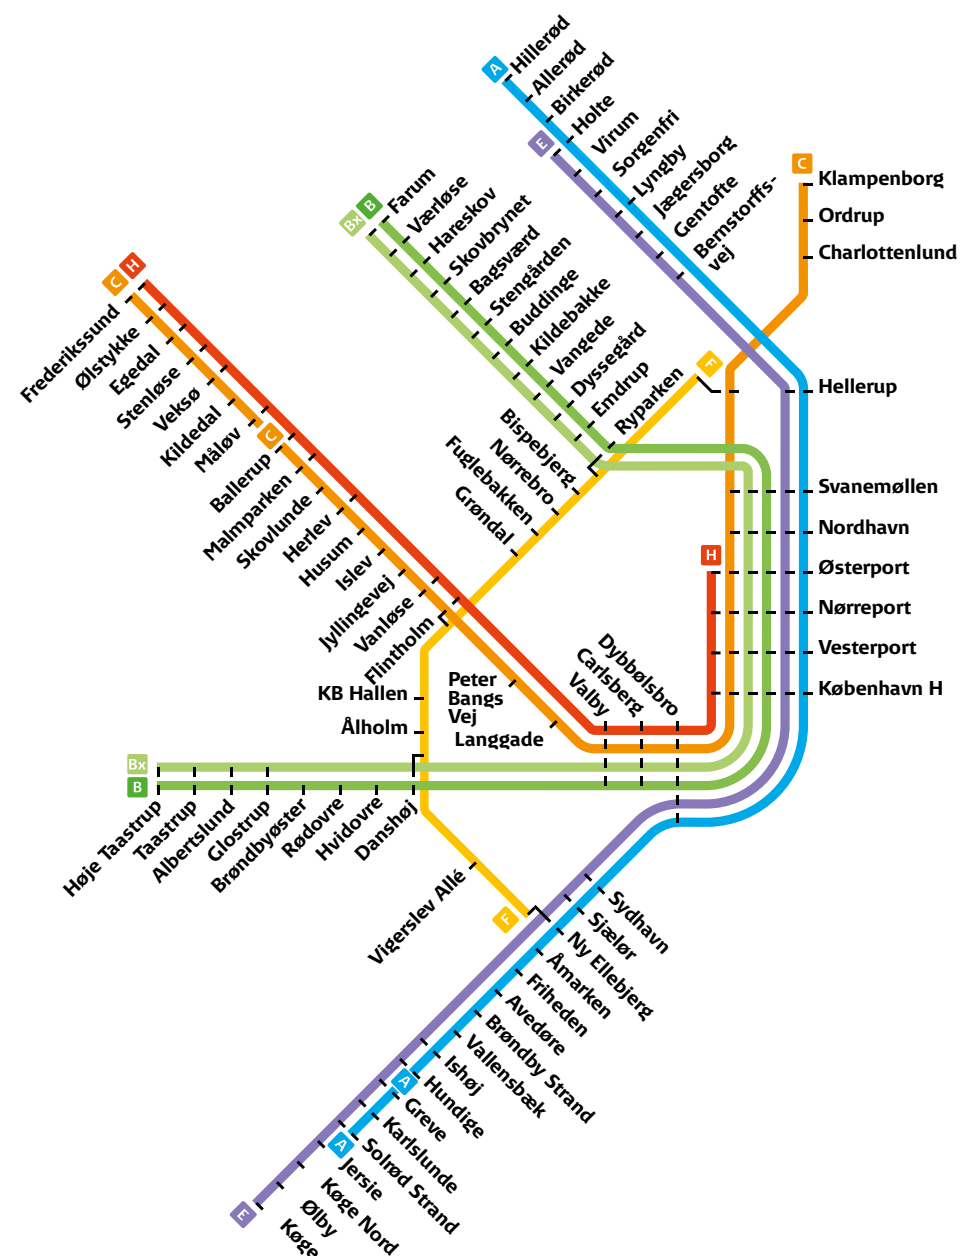 A
Hillerød
Allerød
Birkerød
Holte
Virum
Sorgenfri
Lyngby
Jægersborg
Gentofte
Bernstorffs-
vej
E
C
Klampenborg
Ordrup
Charlottenlund
Bx
B
Farum
Værløse
Hareskov
Skovbrynet
Bagsværd
Stengården
Buddinge
Kildebakke
Vangede
Dyssegård
Emdrup
Ryparken
F
C
H
Frederikssund
Ølstykke
Egedal
Stenløse
Veksø
Kildedal
Måløv
C
Ballerup
Malmparken
Skovlunde
Herlev
Husum
Islev
Jyllingevej
Vanløse
Flintholm
Bispebjerg
Nørrebro
Fuglebakken
Grøndal
Hellerup
Svanemøllen
Nordhavn
H
Østerport
Nørreport
Vesterport
København H
KB Hallen
Ålholm
Peter
Bangs
Vej
Langgade
Valby
Carlsberg
Dybbølsbro
Bx
B
Høje Taastrup
Taastrup
Albertslund
Glostrup
Brøndbyøster
Rødovre
Hvidovre
Danshøj
Vigerslev Allé
F
Sydhavn
Sjælør
Ny Ellebjerg
Åmarken
Friheden
Avedøre
Brøndby Strand
Vallensbæk
Ishøj
Hundige
A
Greve
Karlslunde
Solrød Strand
A
Jersie
Køge Nord
Ølby
Køge
E